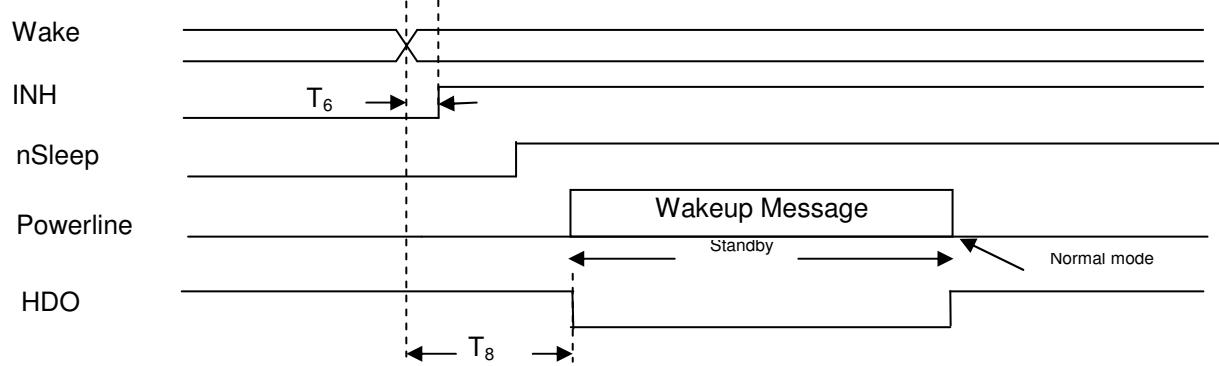 Wake
INH
T6
nSleep
Powerline
Wakeup Message
Standby
Normal mode
HDO
T8